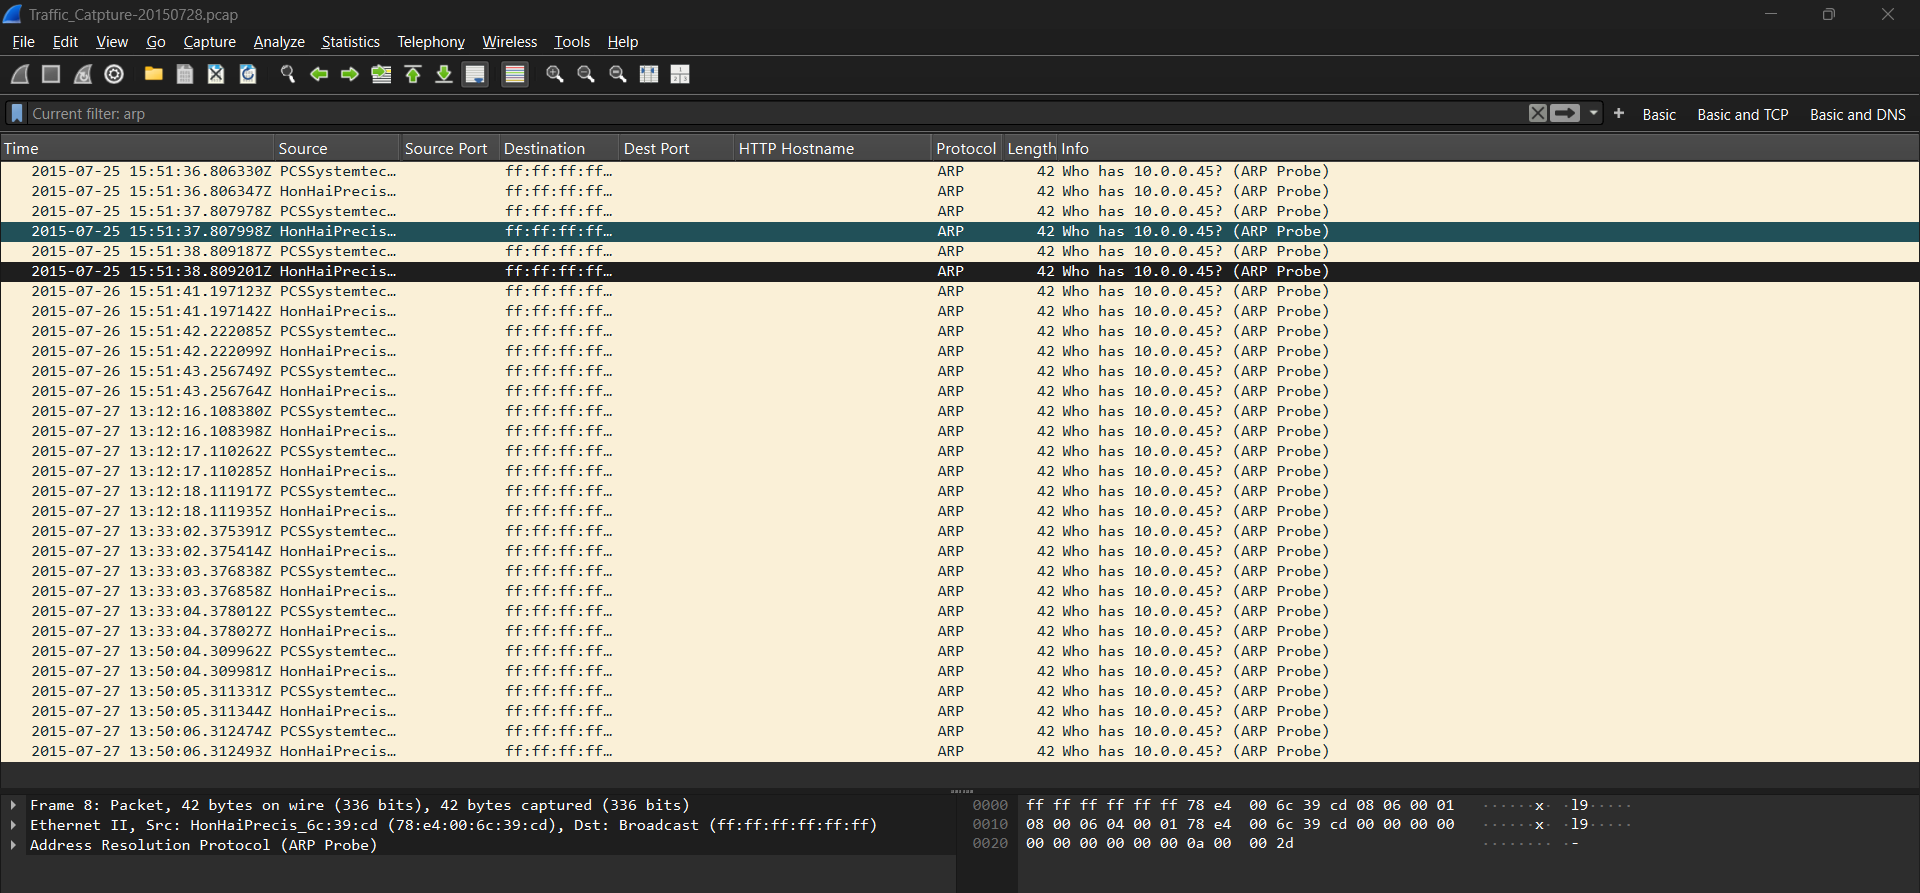 Traffic_Catpture-20150728.pcap
File Edit View Go Capture Analyze Statistics Telephony Wireless Tools Help
Current filter: arp + Basic Basic and TCP Basic and DNS
Time Source Source Port Destination Dest Port HTTP Hostname Protocol Length Info
2015-07-25 15:51:36.806330Z PCSSystemtec… ff:ff:ff:ff… ARP 42 Who has 10.0.0.45? (ARP Probe)
2015-07-25 15:51:36.806347Z HonHaiPrecis… ff:ff:ff:ff… ARP 42 Who has 10.0.0.45? (ARP Probe)
2015-07-25 15:51:37.807978Z PCSSystemtec… ff:ff:ff:ff… ARP 42 Who has 10.0.0.45? (ARP Probe)
2015-07-25 15:51:37.807998Z HonHaiPrecis… ff:ff:ff:ff… ARP 42 Who has 10.0.0.45? (ARP Probe)
2015-07-25 15:51:38.809187Z PCSSystemtec… ff:ff:ff:ff… ARP 42 Who has 10.0.0.45? (ARP Probe)
2015-07-25 15:51:38.809201Z HonHaiPrecis… ff:ff:ff:ff… ARP 42 Who has 10.0.0.45? (ARP Probe)
2015-07-26 15:51:41.197123Z PCSSystemtec… ff:ff:ff:ff… ARP 42 Who has 10.0.0.45? (ARP Probe)
2015-07-26 15:51:41.197142Z HonHaiPrecis… ff:ff:ff:ff… ARP 42 Who has 10.0.0.45? (ARP Probe)
2015-07-26 15:51:42.222085Z PCSSystemtec… ff:ff:ff:ff… ARP 42 Who has 10.0.0.45? (ARP Probe)
2015-07-26 15:51:42.222099Z HonHaiPrecis… ff:ff:ff:ff… ARP 42 Who has 10.0.0.45? (ARP Probe)
2015-07-26 15:51:43.256749Z PCSSystemtec… ff:ff:ff:ff… ARP 42 Who has 10.0.0.45? (ARP Probe)
2015-07-26 15:51:43.256764Z HonHaiPrecis… ff:ff:ff:ff… ARP 42 Who has 10.0.0.45? (ARP Probe)
2015-07-27 13:12:16.108380Z PCSSystemtec… ff:ff:ff:ff… ARP 42 Who has 10.0.0.45? (ARP Probe)
2015-07-27 13:12:16.108398Z HonHaiPrecis… ff:ff:ff:ff… ARP 42 Who has 10.0.0.45? (ARP Probe)
2015-07-27 13:12:17.110262Z PCSSystemtec… ff:ff:ff:ff… ARP 42 Who has 10.0.0.45? (ARP Probe)
2015-07-27 13:12:17.110285Z HonHaiPrecis… ff:ff:ff:ff… ARP 42 Who has 10.0.0.45? (ARP Probe)
2015-07-27 13:12:18.111917Z PCSSystemtec… ff:ff:ff:ff… ARP 42 Who has 10.0.0.45? (ARP Probe)
2015-07-27 13:12:18.111935Z HonHaiPrecis… ff:ff:ff:ff… ARP 42 Who has 10.0.0.45? (ARP Probe)
2015-07-27 13:33:02.375391Z PCSSystemtec… ff:ff:ff:ff… ARP 42 Who has 10.0.0.45? (ARP Probe)
2015-07-27 13:33:02.375414Z HonHaiPrecis… ff:ff:ff:ff… ARP 42 Who has 10.0.0.45? (ARP Probe)
2015-07-27 13:33:03.376838Z PCSSystemtec… ff:ff:ff:ff… ARP 42 Who has 10.0.0.45? (ARP Probe)
2015-07-27 13:33:03.376858Z HonHaiPrecis… ff:ff:ff:ff… ARP 42 Who has 10.0.0.45? (ARP Probe)
2015-07-27 13:33:04.378012Z PCSSystemtec… ff:ff:ff:ff… ARP 42 Who has 10.0.0.45? (ARP Probe)
2015-07-27 13:33:04.378027Z HonHaiPrecis… ff:ff:ff:ff… ARP 42 Who has 10.0.0.45? (ARP Probe)
2015-07-27 13:50:04.309962Z PCSSystemtec… ff:ff:ff:ff… ARP 42 Who has 10.0.0.45? (ARP Probe)
2015-07-27 13:50:04.309981Z HonHaiPrecis… ff:ff:ff:ff… ARP 42 Who has 10.0.0.45? (ARP Probe)
2015-07-27 13:50:05.311331Z PCSSystemtec… ff:ff:ff:ff… ARP 42 Who has 10.0.0.45? (ARP Probe)
2015-07-27 13:50:05.311344Z HonHaiPrecis… ff:ff:ff:ff… ARP 42 Who has 10.0.0.45? (ARP Probe)
2015-07-27 13:50:06.312474Z PCSSystemtec… ff:ff:ff:ff… ARP 42 Who has 10.0.0.45? (ARP Probe)
2015-07-27 13:50:06.312493Z HonHaiPrecis… ff:ff:ff:ff… ARP 42 Who has 10.0.0.45? (ARP Probe)
Frame 8: Packet, 42 bytes on wire (336 bits), 42 bytes captured (336 bits)
Ethernet II, Src: HonHaiPrecis_6c:39:cd (78:e4:00:6c:39:cd), Dst: Broadcast (ff:ff:ff:ff:ff:ff)
Address Resolution Protocol (ARP Probe)
0000 ff ff ff ff ff ff 78 e4 00 6c 39 cd 08 06 00 01 ······x· ·l9·····
0010 08 00 06 04 00 01 78 e4 00 6c 39 cd 00 00 00 00 ······x· ·l9·····
0020 00 00 00 00 00 00 0a 00 00 2d ········ ·-